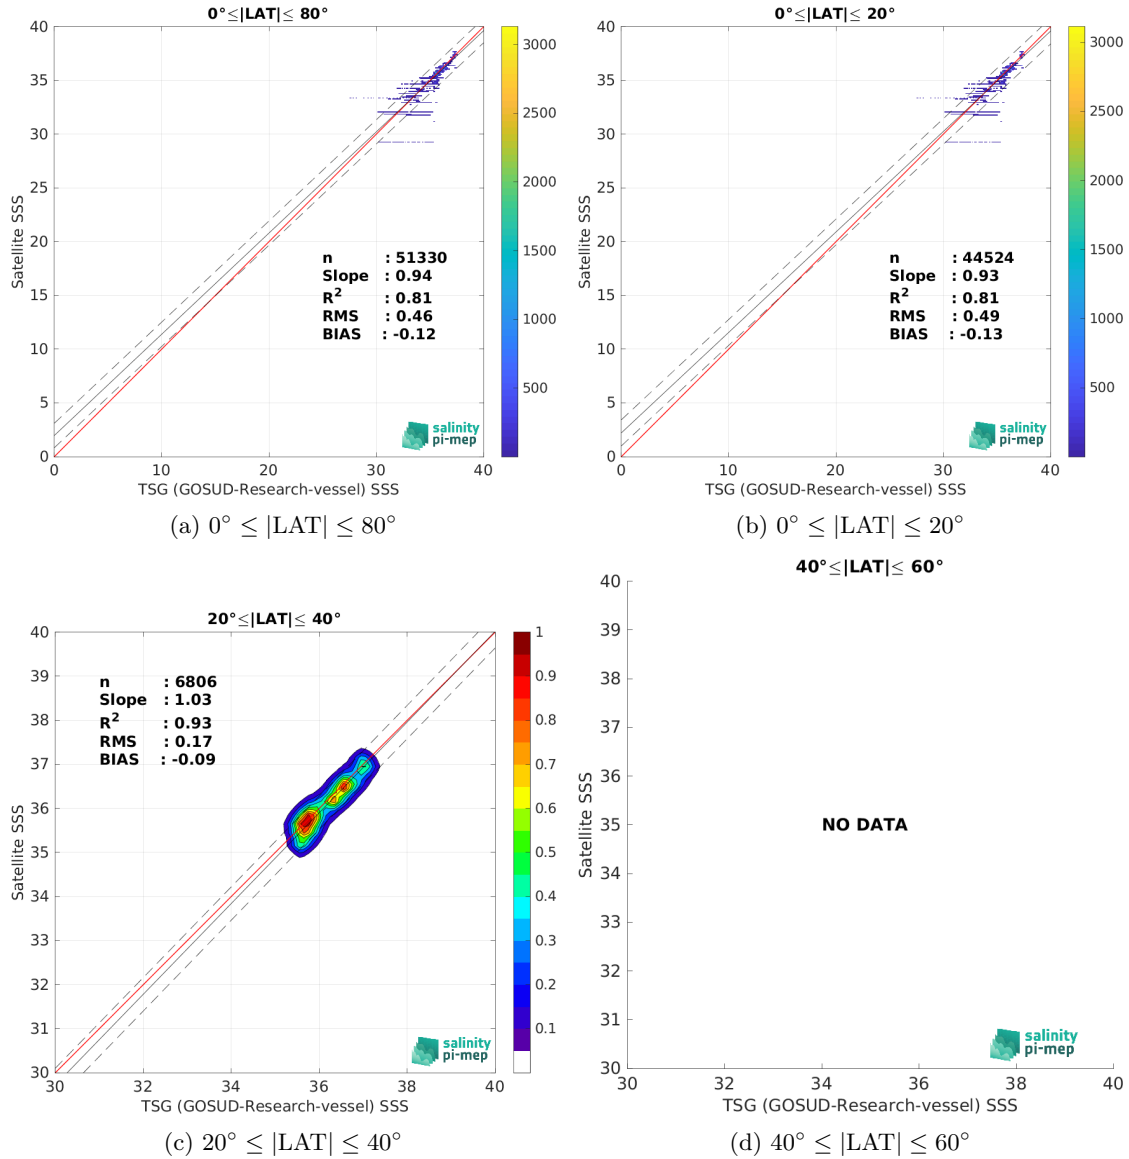 0°≤|LAT|≤ 80°
40
35
30
25
20
15
10
5
0
Satellite SSS
n : 51330
Slope : 0.94
R² : 0.81
RMS : 0.46
BIAS : -0.12
salinity
pi-mep
0 10 20 30 40
TSG (GOSUD-Research-vessel) SSS
3000
2500
2000
1500
1000
500
(a) 0° ≤ |LAT| ≤ 80°
0°≤|LAT|≤ 20°
40
35
30
25
20
15
10
5
0
Satellite SSS
n : 44524
Slope : 0.93
R² : 0.81
RMS : 0.49
BIAS : -0.13
salinity
pi-mep
0 10 20 30 40
TSG (GOSUD-Research-vessel) SSS
3000
2500
2000
1500
1000
500
(b) 0° ≤ |LAT| ≤ 20°
20°≤|LAT|≤ 40°
40
39
38
37
36
35
34
33
32
31
30
Satellite SSS
n : 6806
Slope : 1.03
R² : 0.93
RMS : 0.17
BIAS : -0.09
salinity
pi-mep
30 32 34 36 38 40
TSG (GOSUD-Research-vessel) SSS
1
0.9
0.8
0.7
0.6
0.5
0.4
0.3
0.2
0.1
(c) 20° ≤ |LAT| ≤ 40°
40°≤|LAT|≤ 60°
40
39
38
37
36
35
34
33
32
31
30
Satellite SSS
NO DATA
salinity
pi-mep
30 32 34 36 38 40
TSG (GOSUD-Research-vessel) SSS
(d) 40° ≤ |LAT| ≤ 60°